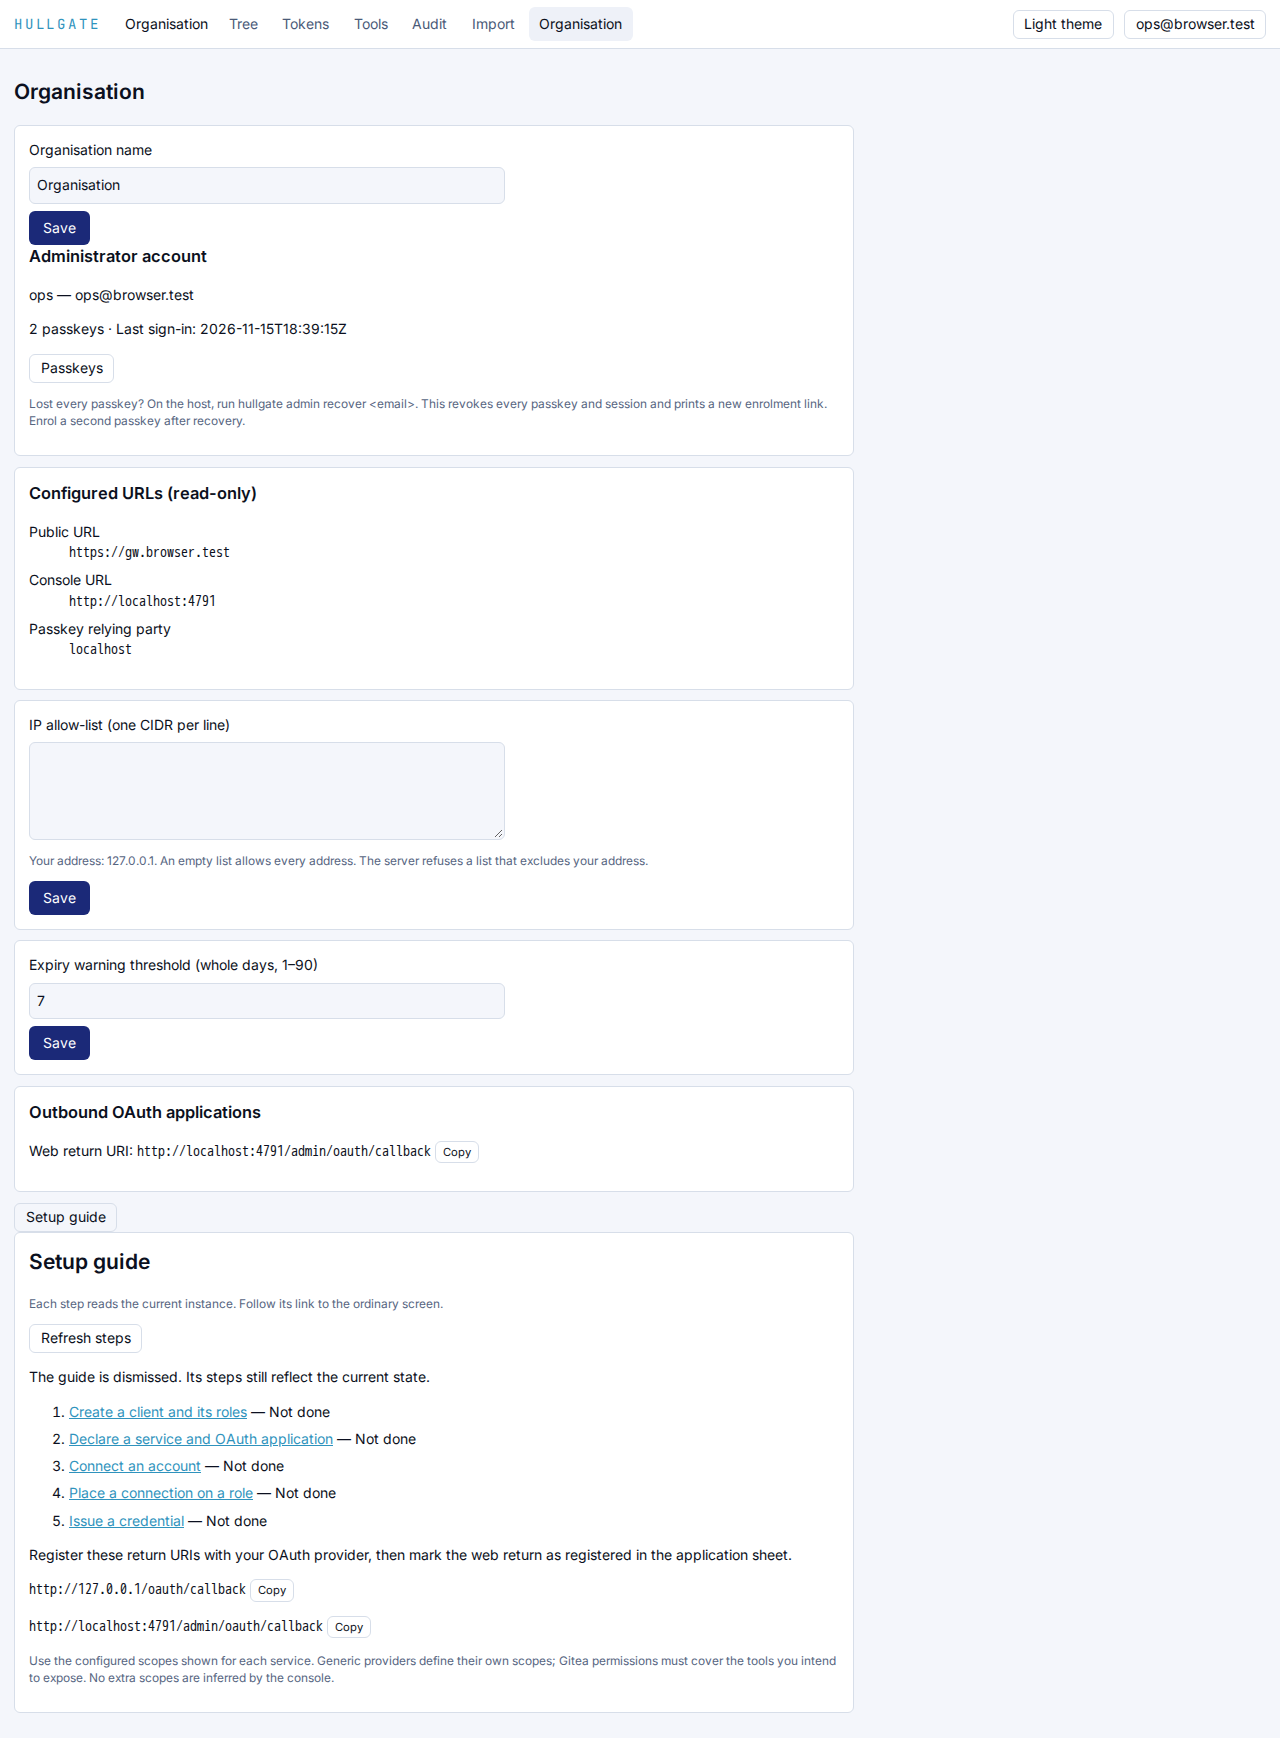 HULLGATE Organisation Tree Tokens Tools Audit Import Organisation Light theme ops@browser.test
Organisation
Organisation name
Organisation
Save
Administrator account
ops — ops@browser.test
2 passkeys · Last sign-in: 2026-11-15T18:39:15Z
Passkeys
Lost every passkey? On the host, run hullgate admin recover <email>. This revokes every passkey and session and prints a new enrolment link.
Enrol a second passkey after recovery.
Configured URLs (read-only)
Public URL
https://gw.browser.test
Console URL
http://localhost:4791
Passkey relying party
localhost
IP allow-list (one CIDR per line)
Your address: 127.0.0.1. An empty list allows every address. The server refuses a list that excludes your address.
Save
Expiry warning threshold (whole days, 1–90)
7
Save
Outbound OAuth applications
Web return URI: http://localhost:4791/admin/oauth/callback Copy
Setup guide
Setup guide
Each step reads the current instance. Follow its link to the ordinary screen.
Refresh steps
The guide is dismissed. Its steps still reflect the current state.
1. Create a client and its roles — Not done
2. Declare a service and OAuth application — Not done
3. Connect an account — Not done
4. Place a connection on a role — Not done
5. Issue a credential — Not done
Register these return URIs with your OAuth provider, then mark the web return as registered in the application sheet.
http://127.0.0.1/oauth/callback Copy
http://localhost:4791/admin/oauth/callback Copy
Use the configured scopes shown for each service. Generic providers define their own scopes; Gitea permissions must cover the tools you intend
to expose. No extra scopes are inferred by the console.